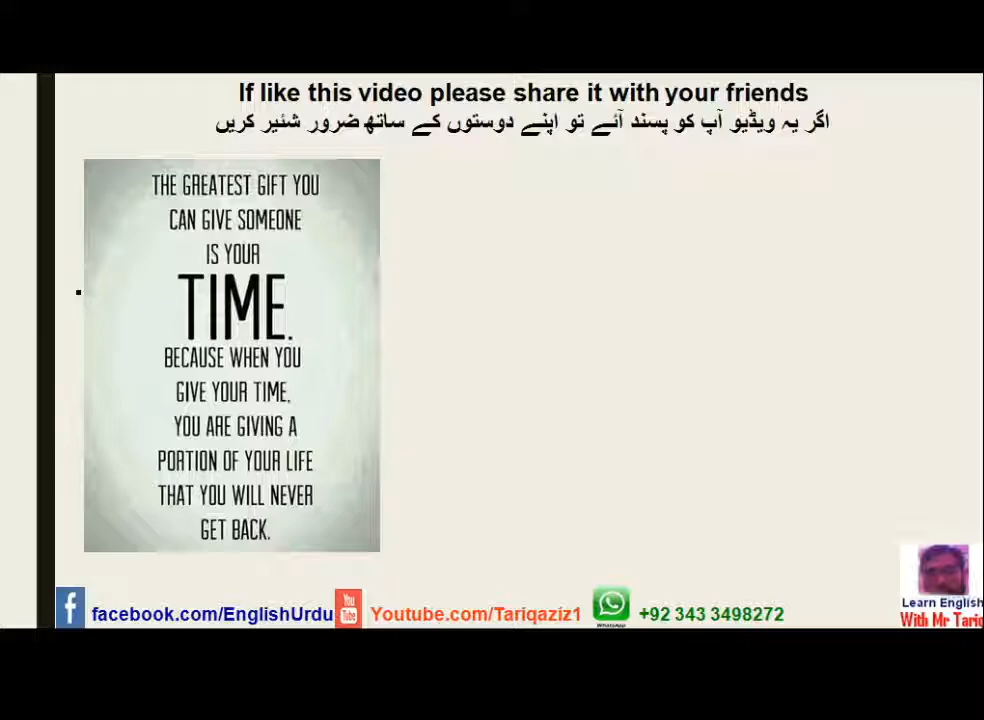 If like this video please share it with your friends
اگر یہ ویڈیو آپ کو پسند آئے تو اپنے دوستوں کے ساتھ ضرور شئیر کریں
THE GREATEST GIFT YOU
CAN GIVE SOMEONE
IS YOUR
TIME.
BECAUSE WHEN YOU
GIVE YOUR TIME,
YOU ARE GIVING A
PORTION OF YOUR LIFE
THAT YOU WILL NEVER
GET BACK.
Learn English
With Mr Tariq
f facebook.com/EnglishUrdu You Tube Youtube.com/Tariqaziz1 WhatsApp +92 343 3498272